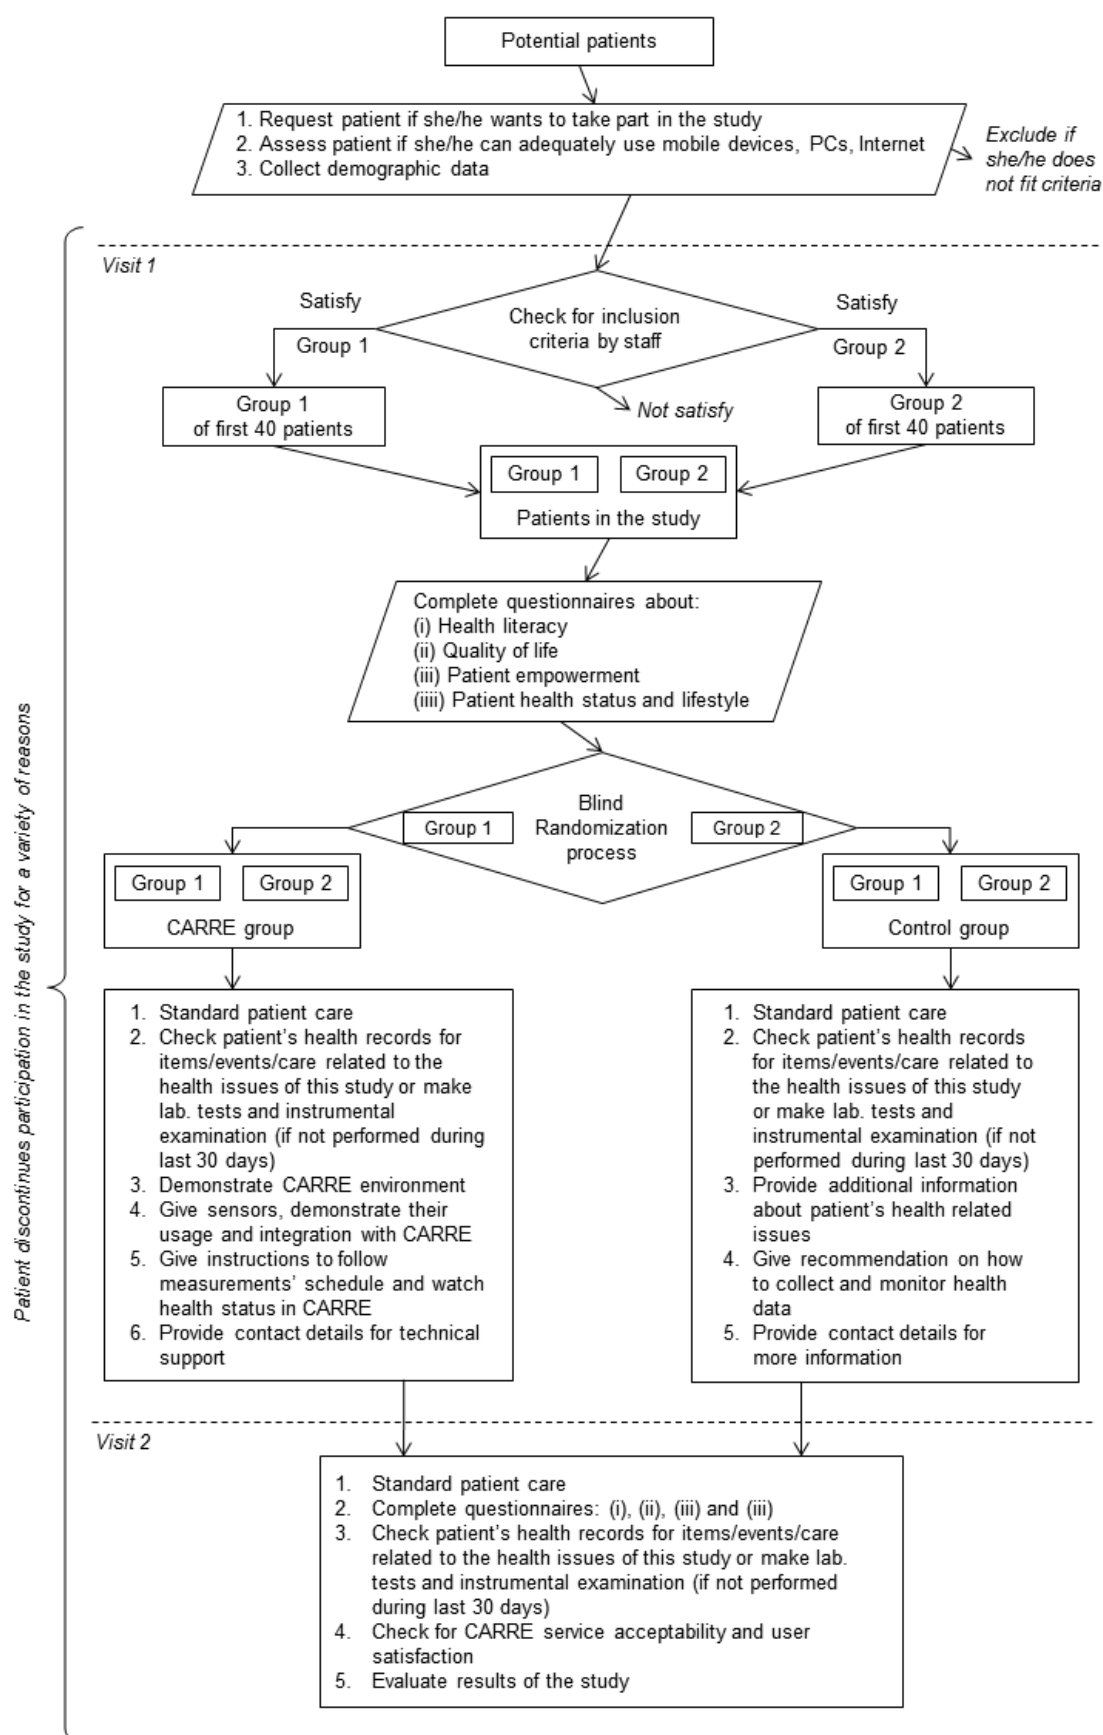 Potential patients
1. Request patient if she/he wants to take part in the study
2. Assess patient if she/he can adequately use mobile devices, PCs, Internet
3. Collect demographic data
Exclude if
she/he does
not fit criteria
Visit 1
Satisfy
Group 1
Check for inclusion
criteria by staff
Satisfy
Group 2
Group 1
of first 40 patients
Not satisfy
Group 2
of first 40 patients
Group 1
Group 2
Patients in the study
Complete questionnaires about:
(i) Health literacy
(ii) Quality of life
(iii) Patient empowerment
(iiii) Patient health status and lifestyle
Group 1
Blind
Randomization
process
Group 2
Group 1
Group 2
CARRE group
Group 1
Group 2
Control group
1. Standard patient care
2. Check patient's health records for
items/events/care related to the
health issues of this study or make
lab. tests and instrumental
examination (if not performed during
last 30 days)
3. Demonstrate CARRE environment
4. Give sensors, demonstrate their
usage and integration with CARRE
5. Give instructions to follow
measurements' schedule and watch
health status in CARRE
6. Provide contact details for technical
support
1. Standard patient care
2. Check patient's health records
for items/events/care related to
the health issues of this study
or make lab. tests and
instrumental examination (if not
performed during last 30 days)
3. Provide additional information
about patient's health related
issues
4. Give recommendation on how
to collect and monitor health
data
5. Provide contact details for
more information
Patient discontinues participation in the study for a variety of reasons
Visit 2
1. Standard patient care
2. Complete questionnaires: (i), (ii), (iii) and (iii)
3. Check patient's health records for items/events/care
related to the health issues of this study or make lab.
tests and instrumental examination (if not performed
during last 30 days)
4. Check for CARRE service acceptability and user
satisfaction
5. Evaluate results of the study